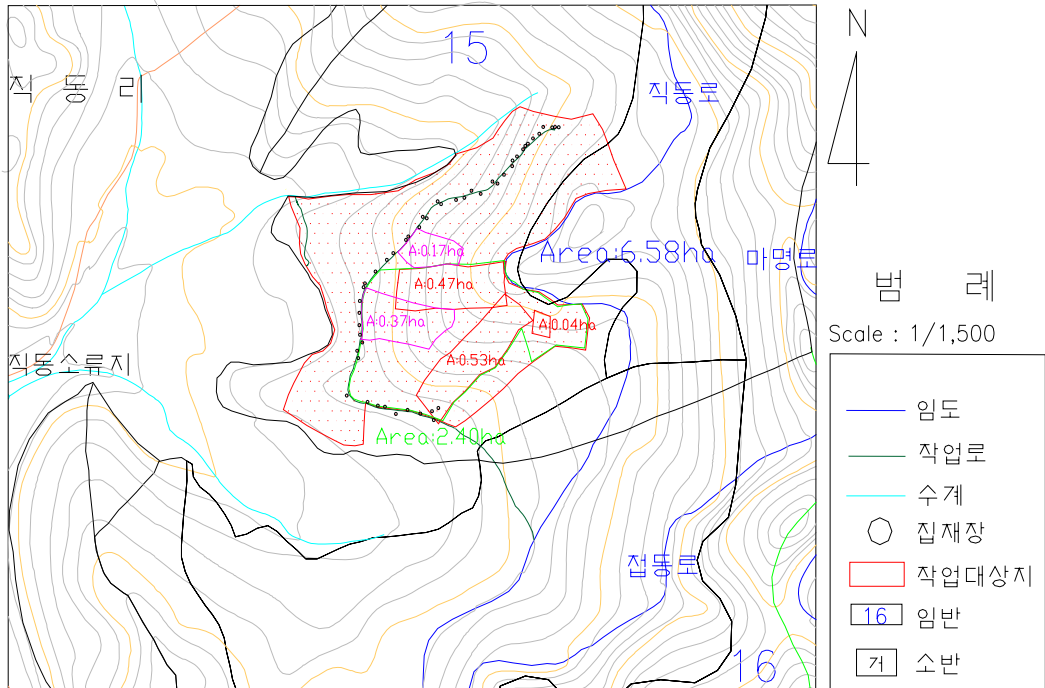 15
N
직 동 리
직동로
A:0.17ha
Area:6.58ha
마명로
A:0.47ha
범 례
A:0.37ha
A:0.04ha
Scale : 1/1,500
직동소류지
A:0.53ha
임도
Area:2.40ha
작업로
수계
집재장
접동로
작업대상지
16 임반
16
거 소반